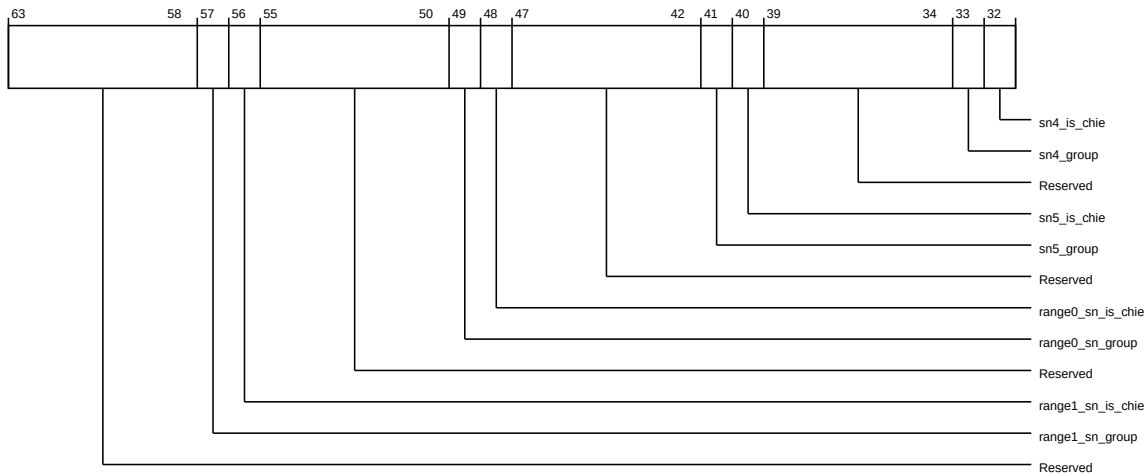 63 58 57 56 55 50 49 48 47 42 41 40 39 34 33 32
sn4_is_chie
sn4_group
Reserved
sn5_is_chie
sn5_group
Reserved
range0_sn_is_chie
range0_sn_group
Reserved
range1_sn_is_chie
range1_sn_group
Reserved